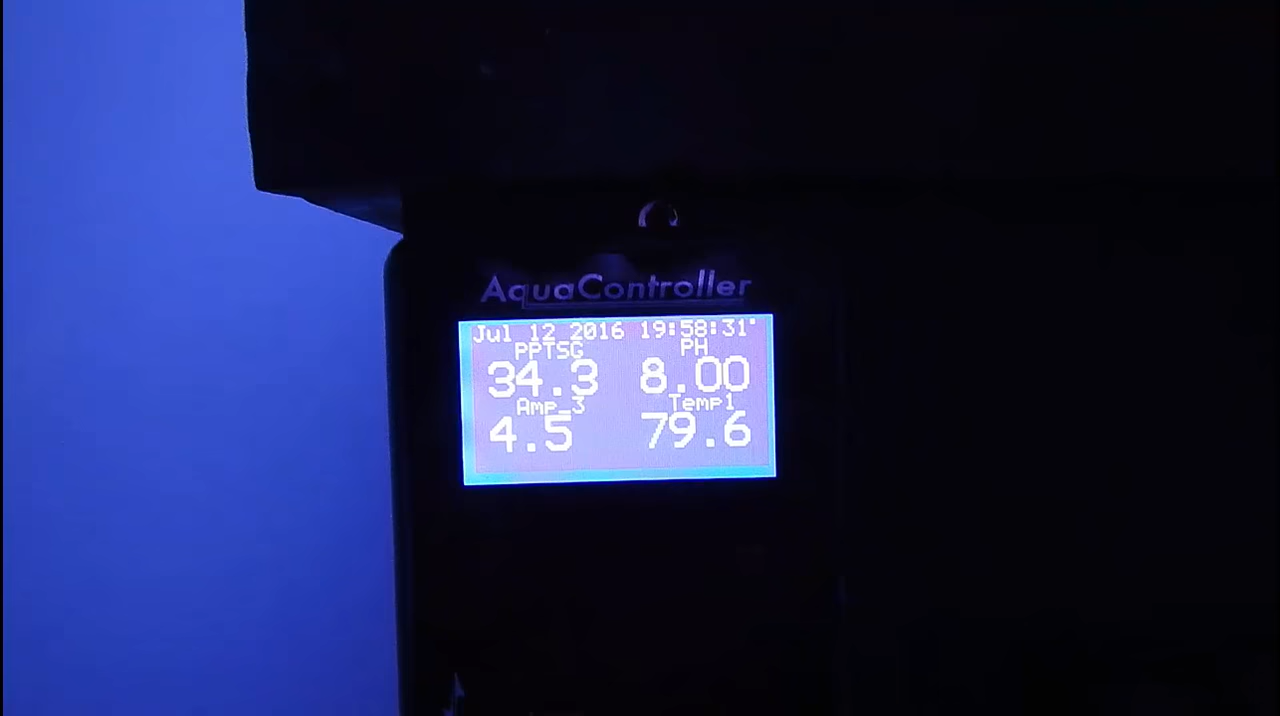 AquaController
Jul 12 2016 19:58:31
PPTSG PH
34.3 8.00
Amp_3 Temp1
4.5 79.6